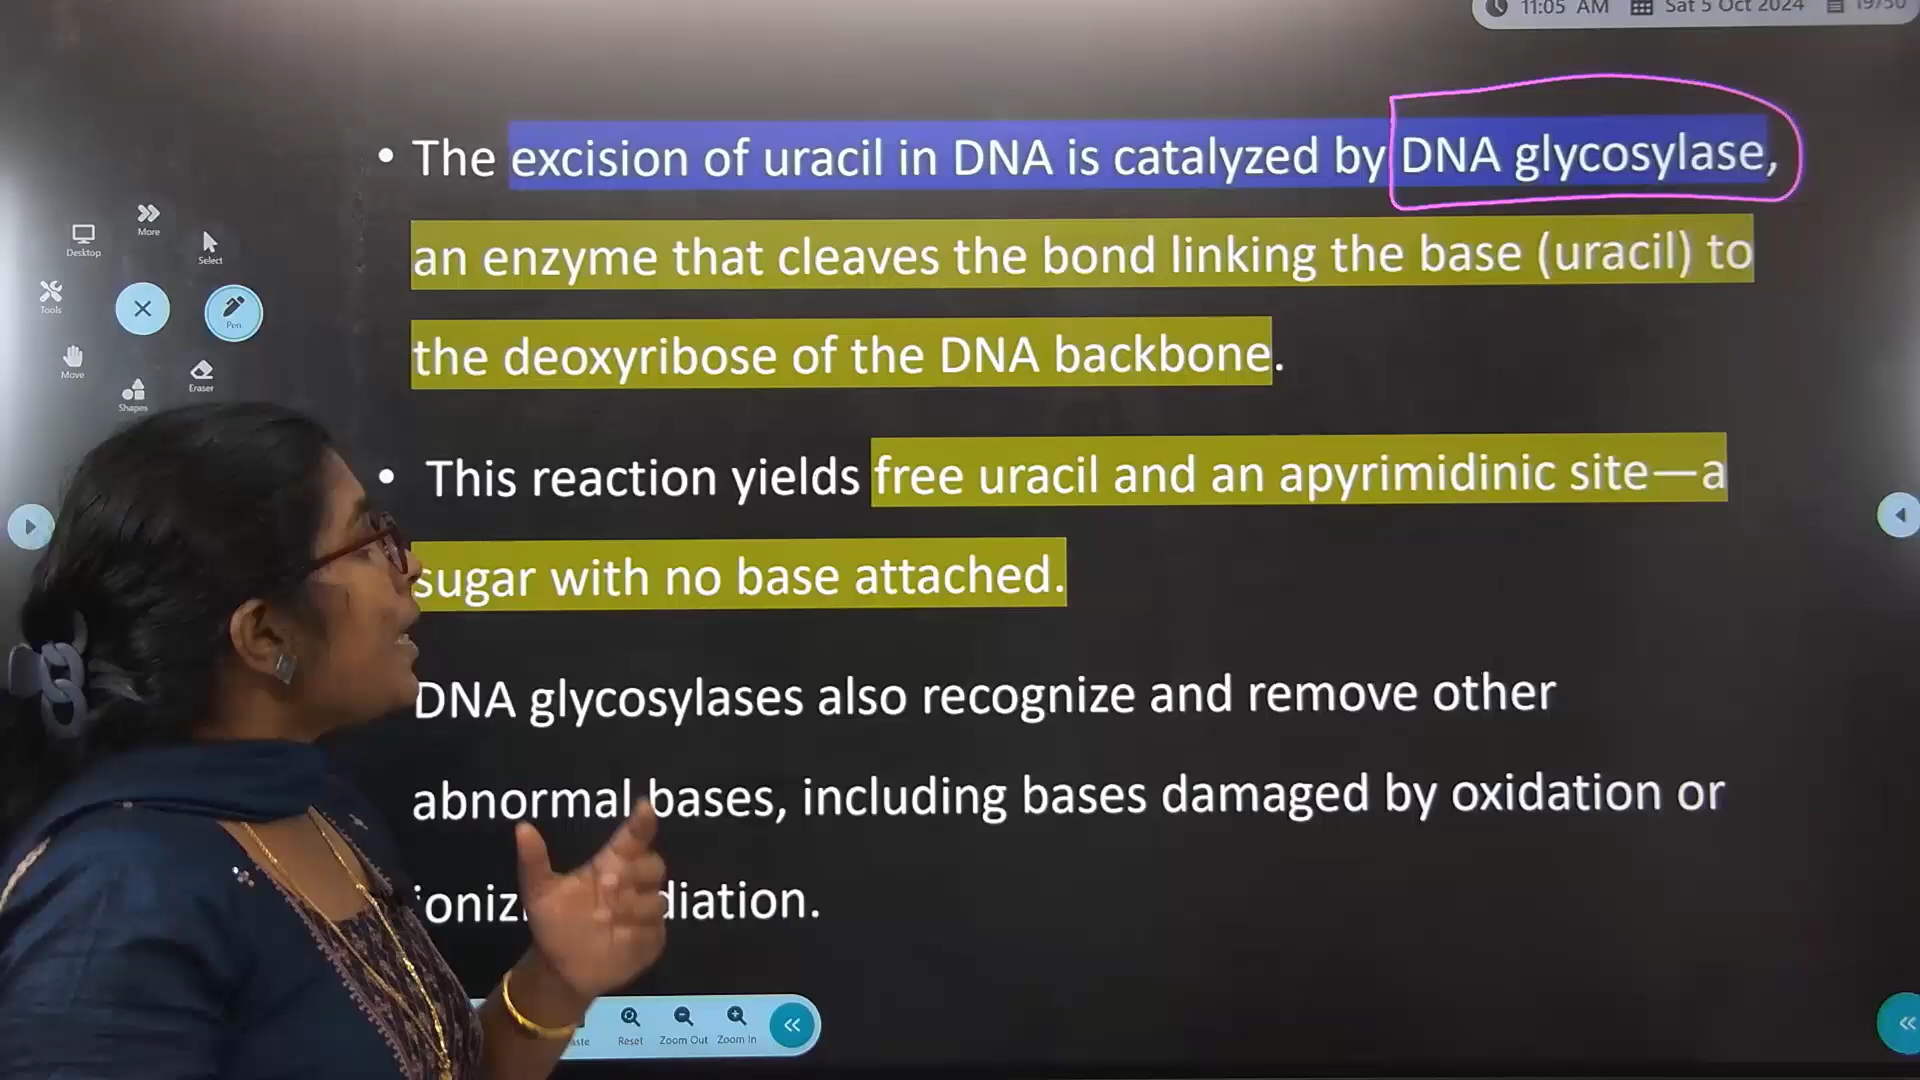 11:05 AM Sat 5 Oct 2024 19/50
• The excision of uracil in DNA is catalyzed by DNA glycosylase,
an enzyme that cleaves the bond linking the base (uracil) to
the deoxyribose of the DNA backbone.
• This reaction yields free uracil and an apyrimidinic site—a
sugar with no base attached.
DNA glycosylases also recognize and remove other
abnormal bases, including bases damaged by oxidation or
diation.
More
Desktop
Select
Tools
Pen
Move
Eraser
Shapes
Reset Zoom Out Zoom In